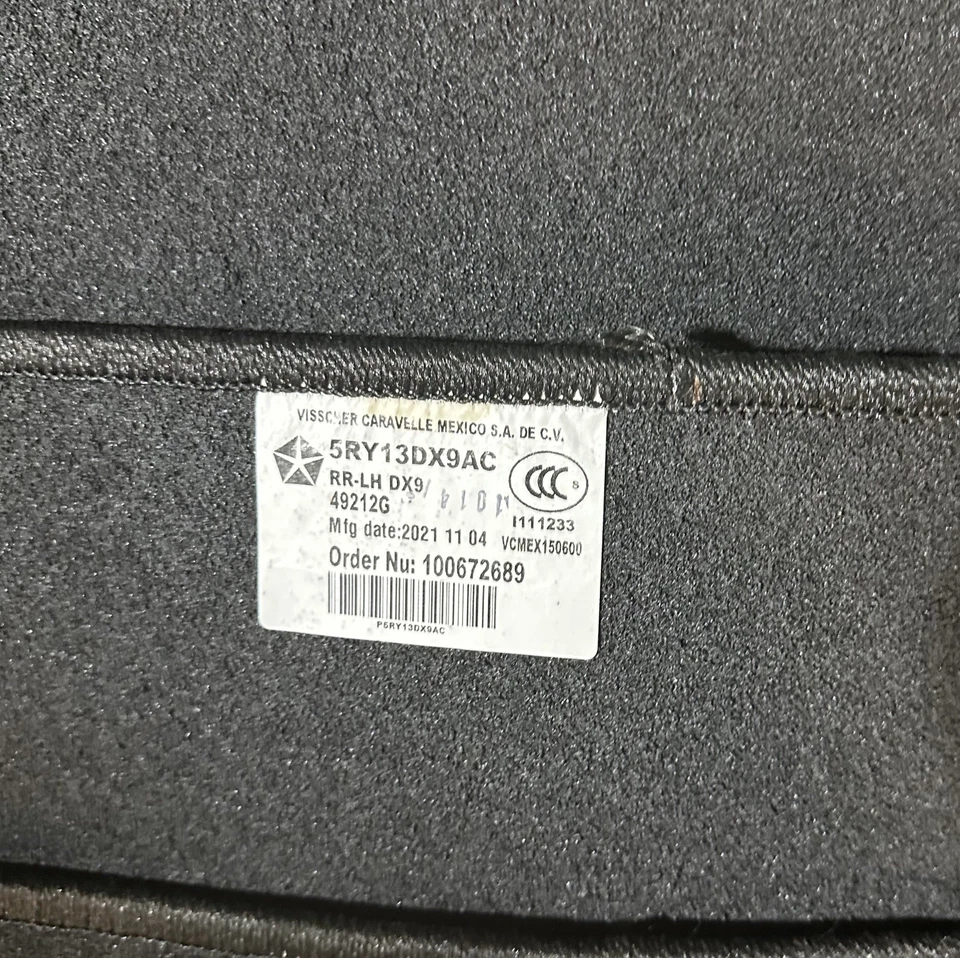 VISSCHER CARAVELLE MEXICO S.A. DE C.V.
5RY13DX9AC
CCC S
RR-LH DX9
49212G
I111233
Mfg date:2021 11 04
VCMEX150600
Order Nu: 100672689
P5RY13DX9AC